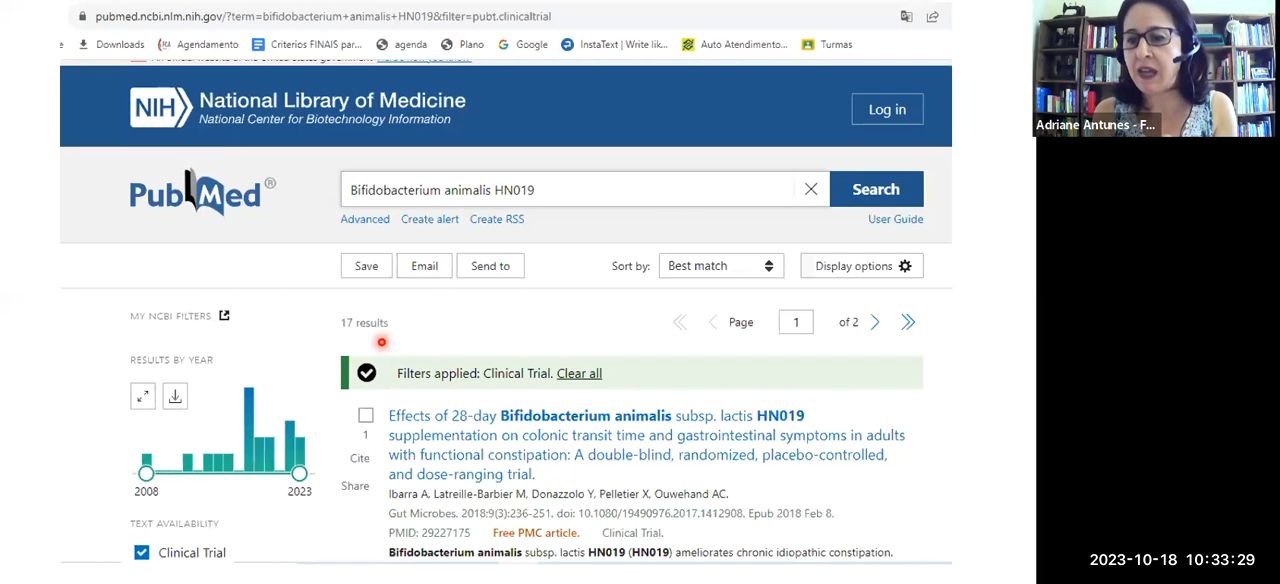 pubmed.ncbi.nlm.nih.gov/?term=bifidobacterium+animalis+HN019&filter=pubt.clinicaltrial
e Downloads Agendamento Criterios FINAIS par... agenda Plano Google InstaText | Write lik... Auto Atendimento... Turmas
NIH National Library of Medicine
National Center for Biotechnology Information
Log in
PubMed®
Bifidobacterium animalis HN019
Search
Advanced Create alert Create RSS
User Guide
Save Email Send to
Sort by: Best match
Display options
MY NCBI FILTERS
17 results
Page 1 of 2
RESULTS BY YEAR
2008 2023
TEXT AVAILABILITY
Clinical Trial
Filters applied: Clinical Trial. Clear all
1
Cite
Share
Effects of 28-day Bifidobacterium animalis subsp. lactis HN019
supplementation on colonic transit time and gastrointestinal symptoms in adults
with functional constipation: A double-blind, randomized, placebo-controlled,
and dose-ranging trial.
Ibarra A, Latreille-Barbier M, Donazzolo Y, Pelletier X, Ouwehand AC.
Gut Microbes. 2018;9(3):236-251. doi: 10.1080/19490976.2017.1412908. Epub 2018 Feb 8.
PMID: 29227175 Free PMC article. Clinical Trial.
Bifidobacterium animalis subsp. lactis HN019 (HN019) ameliorates chronic idiopathic constipation.
Adriane Antunes - F...
2023-10-18 10:33:29